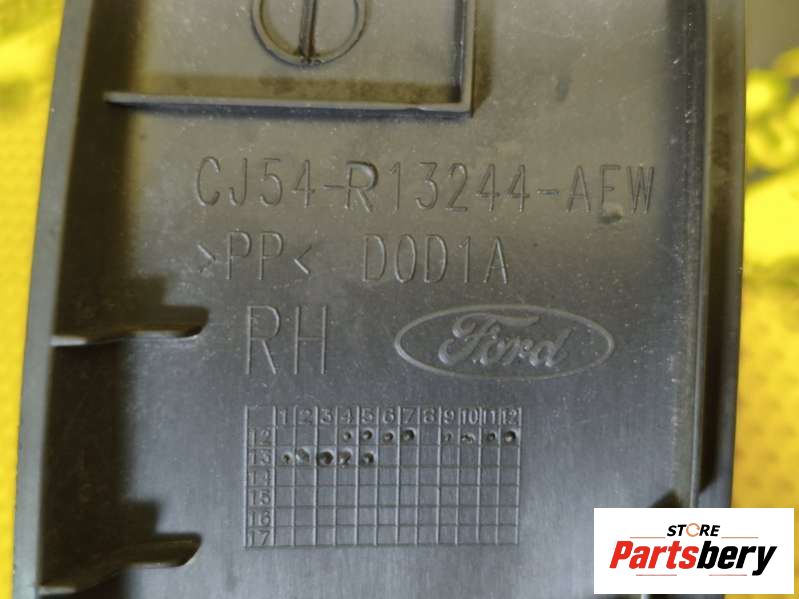 CJ54-R13244-AEW
>PP< D0D1A
RH Ford
1 2 3 4 5 6 7 8 9 10 11 12
12
13
14
15
16
17
STORE
Partsbery